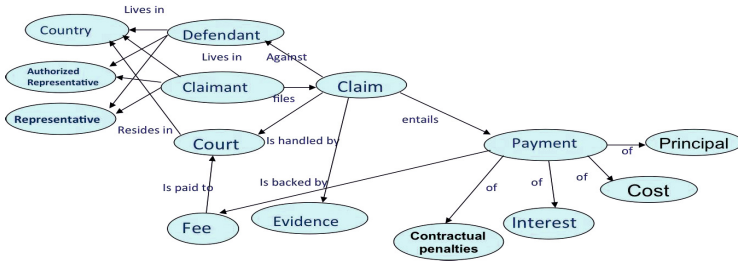 Lives in
Country
Defendant
Authorized
Representative
Lives in
Against
Claimant
files
Claim
Representative
entails
Resides in
Court
Is handled by
Payment
of
Principal
Is paid to
Is backed by
of
of
of
Cost
Fee
Evidence
Contractual
penalties
Interest